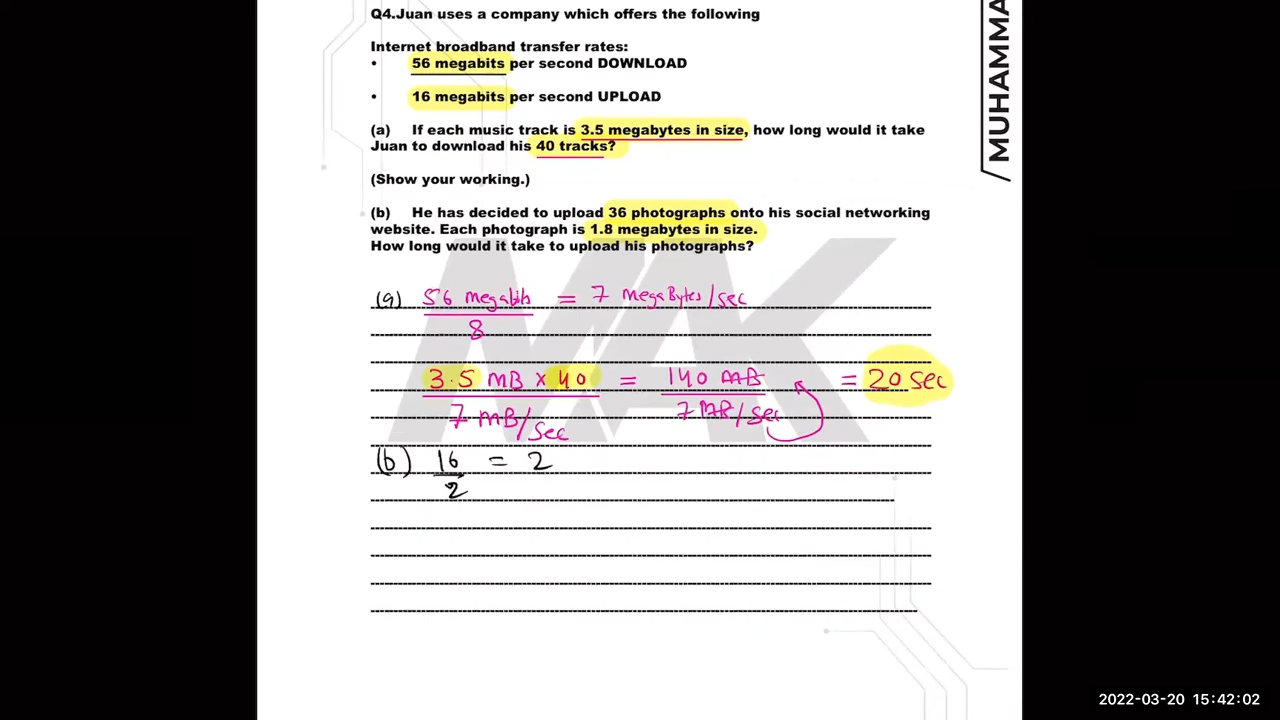 Q4.Juan uses a company which offers the following
Internet broadband transfer rates:
• 56 megabits per second DOWNLOAD
• 16 megabits per second UPLOAD
(a) If each music track is 3.5 megabytes in size, how long would it take
Juan to download his 40 tracks?
(Show your working.)
(b) He has decided to upload 36 photographs onto his social networking
website. Each photograph is 1.8 megabytes in size.
How long would it take to upload his photographs?
(a) 56 megabits = 7 MegaBytes/sec
8
3.5 MB x 40 = 140 MB = 20 sec
7 MB/sec 7 MB/sec
(b) 16 = 2
2
MUHAMMA
MAK
2022-03-20 15:42:02